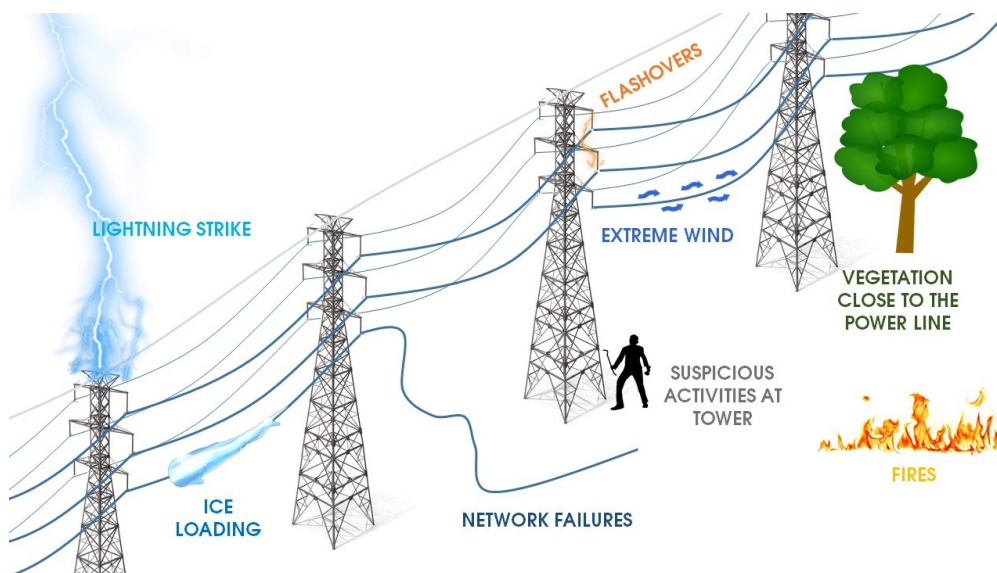 FLASHOVERS
LIGHTNING STRIKE
EXTREME WIND
VEGETATION
CLOSE TO THE
POWER LINE
SUSPICIOUS
ACTIVITIES AT
TOWER
FIRES
ICE
LOADING
NETWORK FAILURES